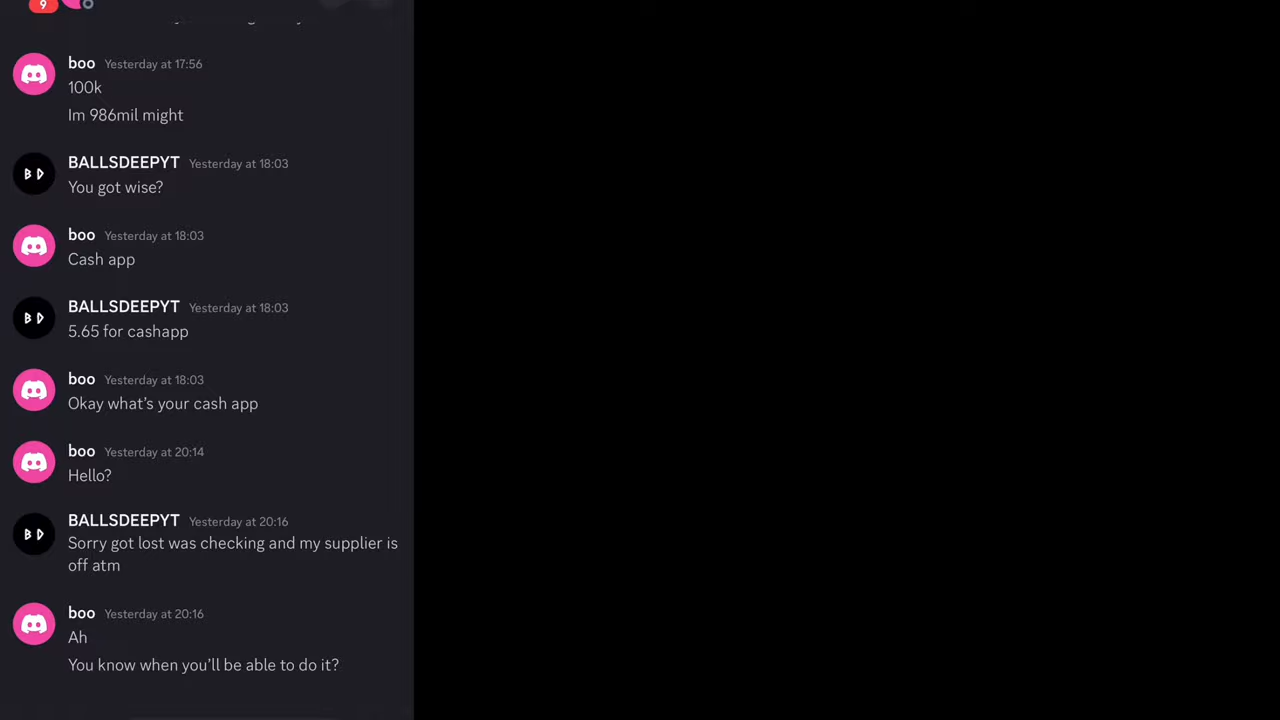 9
boo Yesterday at 17:56
100k
Im 986mil might
BALLSDEEPYT Yesterday at 18:03
You got wise?
boo Yesterday at 18:03
Cash app
BALLSDEEPYT Yesterday at 18:03
5.65 for cashapp
boo Yesterday at 18:03
Okay what's your cash app
boo Yesterday at 20:14
Hello?
BALLSDEEPYT Yesterday at 20:16
Sorry got lost was checking and my supplier is
off atm
boo Yesterday at 20:16
Ah
You know when you'll be able to do it?